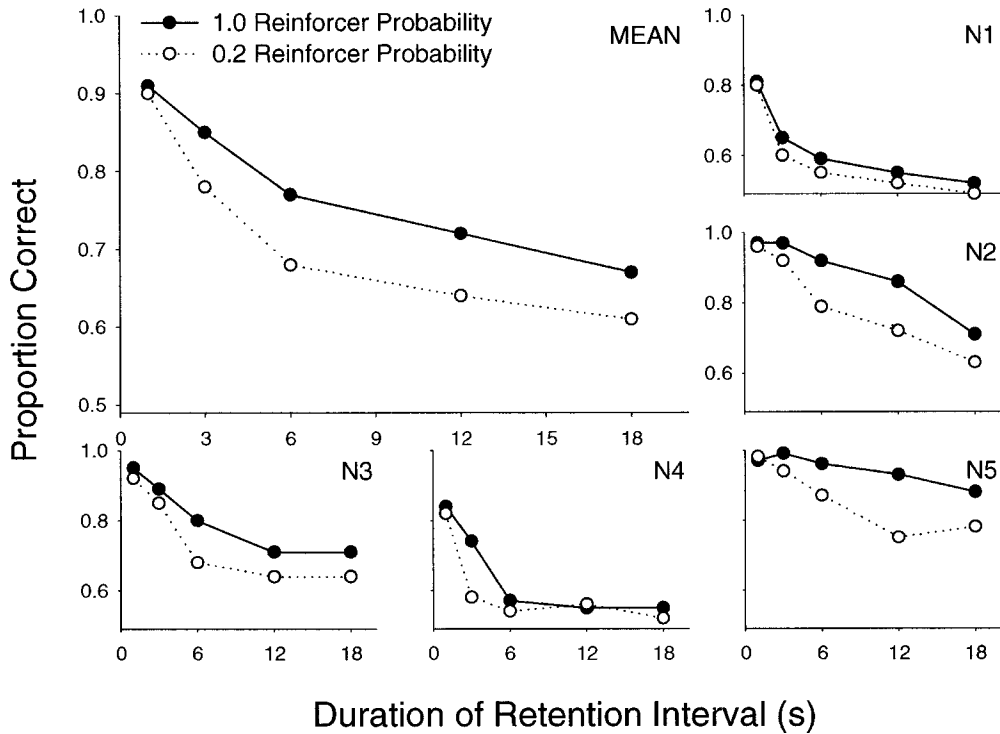 1.0 Reinforcer Probability
0.2 Reinforcer Probability
MEAN
1.0
0.9
0.8
0.7
0.6
0.5
0 3 6 9 12 15 18
N1
1.0
0.8
0.6
N2
1.0
0.8
0.6
Proportion Correct
N3
1.0
0.8
0.6
0 6 12 18
N4
0 6 12 18
N5
0 6 12 18
Duration of Retention Interval (s)